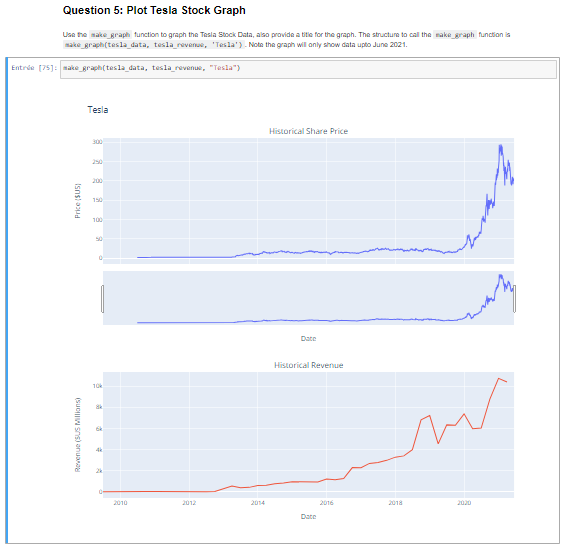 Question 5: Plot Tesla Stock Graph
Use the make_graph function to graph the Tesla Stock Data, also provide a title for the graph. The structure to call the make_graph function is
make_graph(tesla_data, tesla_revenue, 'Tesla'). Note the graph will only show data upto June 2021.
Entrée [75]: make_graph(tesla_data, tesla_revenue, "Tesla")
Tesla
Historical Share Price
300
250
200
150
100
50
0
Price ($US)
Date
Historical Revenue
10k
8k
6k
4k
2k
0
Revenue ($US Millions)
2010 2012 2014 2016 2018 2020
Date